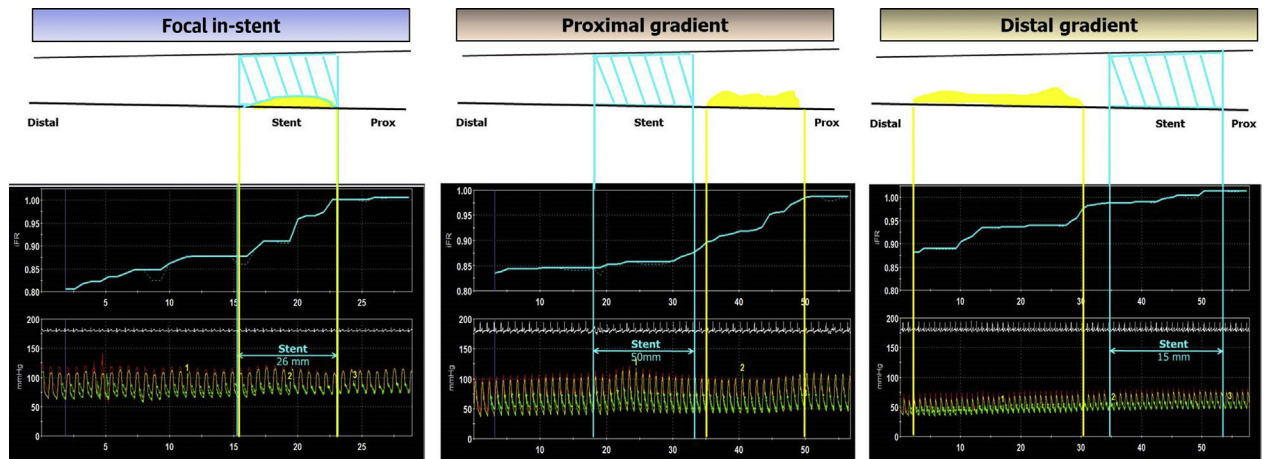 Focal in-stent
Distal
Stent
Prox
iFR
1.00
0.95
0.90
0.85
0.80
5
10
15
20
25
mmHg
200
150
100
50
0
Stent
26 mm
1
2
3
5
10
15
20
25
Proximal gradient
Distal
Stent
Prox
iFR
1.00
0.95
0.90
0.85
0.80
10
20
30
40
50
mmHg
200
150
100
50
0
Stent
50mm
1
2
3
10
20
30
40
50
Distal gradient
Distal
Stent
Prox
iFR
1.00
0.95
0.90
0.85
0.80
10
20
30
40
50
mmHg
200
150
100
50
0
Stent
15 mm
1
2
3
10
20
30
40
50